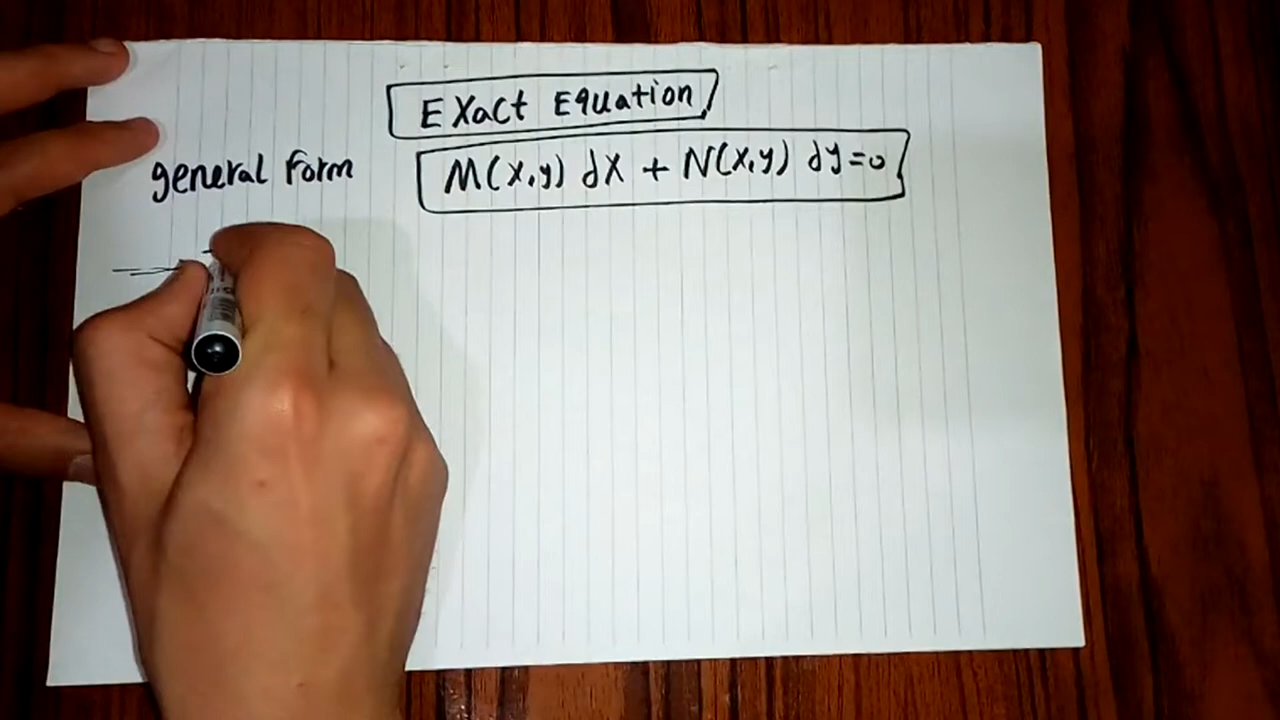 EXact Equation
general form M(x,y) dX + N(x,y) dy=0